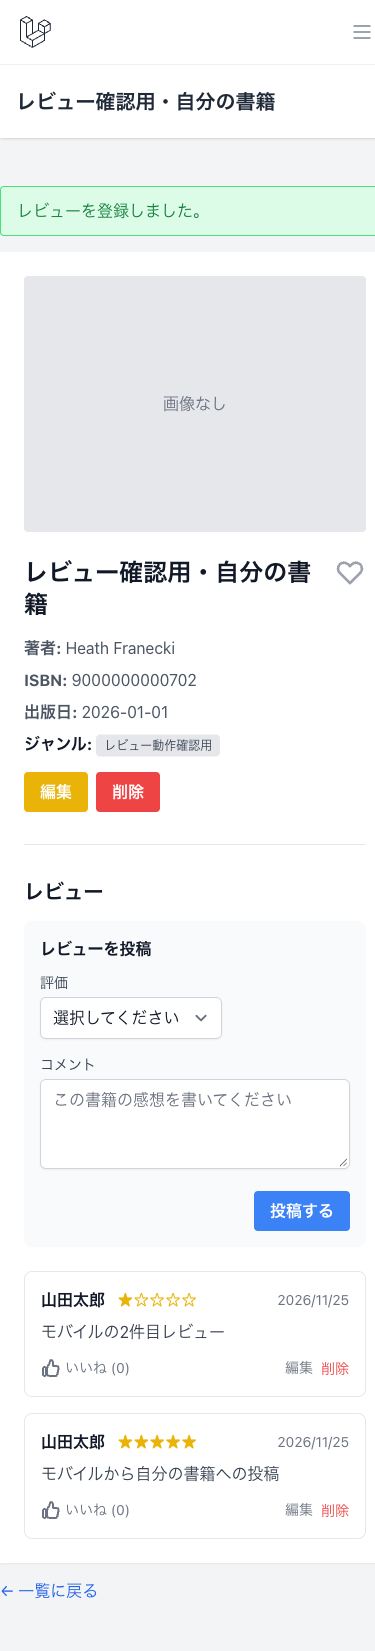 レビュー確認用・自分の書籍
レビューを登録しました。
画像なし
レビュー確認用・自分の書
籍
著者: Heath Franecki
ISBN: 9000000000702
出版日: 2026-01-01
ジャンル: レビュー動作確認用
編集 削除
レビュー
レビューを投稿
評価
選択してください
コメント
この書籍の感想を書いてください
投稿する
山田太郎 ★☆☆☆☆ 2026/11/25
モバイルの2件目レビュー
いいね (0) 編集 削除
山田太郎 ★★★★★ 2026/11/25
モバイルから自分の書籍への投稿
いいね (0) 編集 削除
← 一覧に戻る